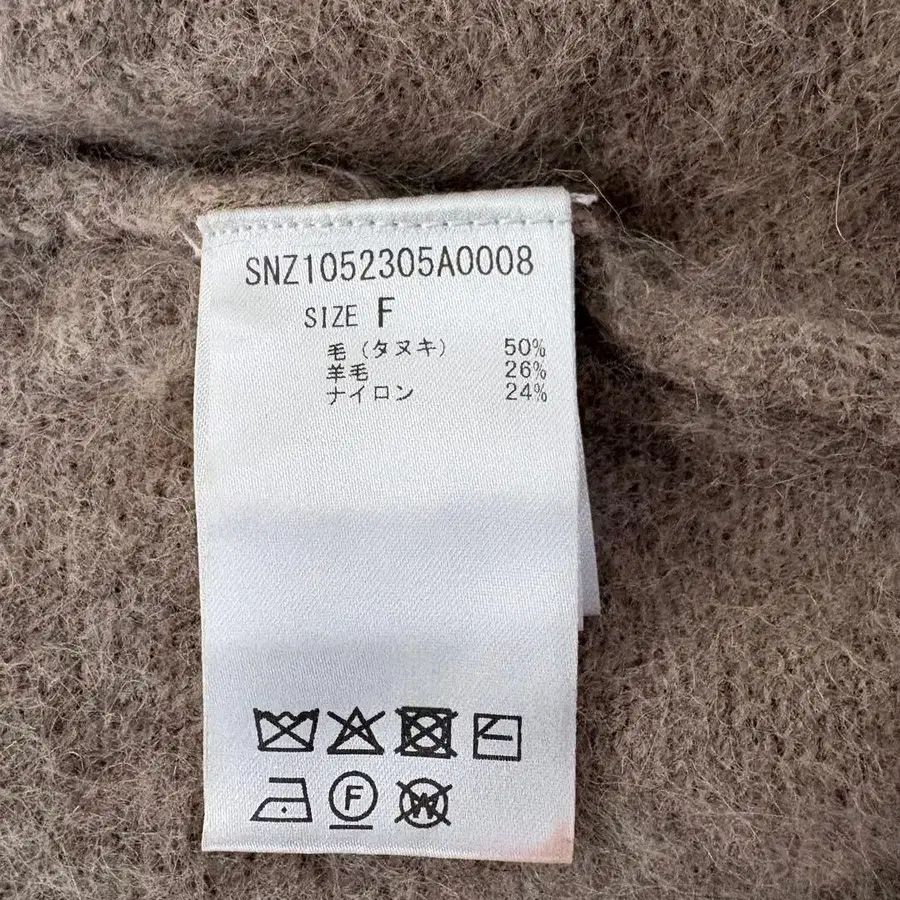 SNZ1052305A0008
SIZE F
毛（タヌキ） 50%
羊毛 26%
ナイロン 24%
F W